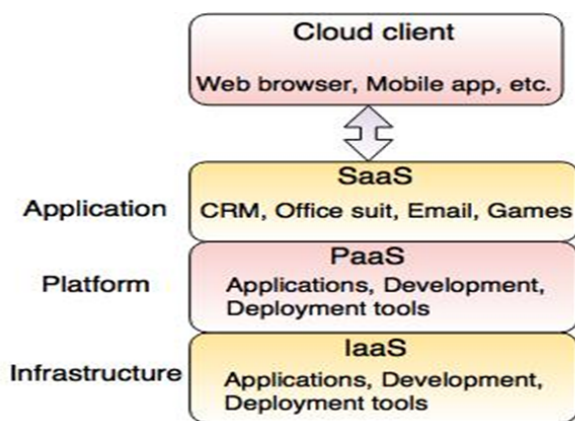 Cloud client
Web browser, Mobile app, etc.
SaaS
Application
CRM, Office suit, Email, Games
PaaS
Platform
Applications, Development,
Deployment tools
IaaS
Infrastructure
Applications, Development,
Deployment tools